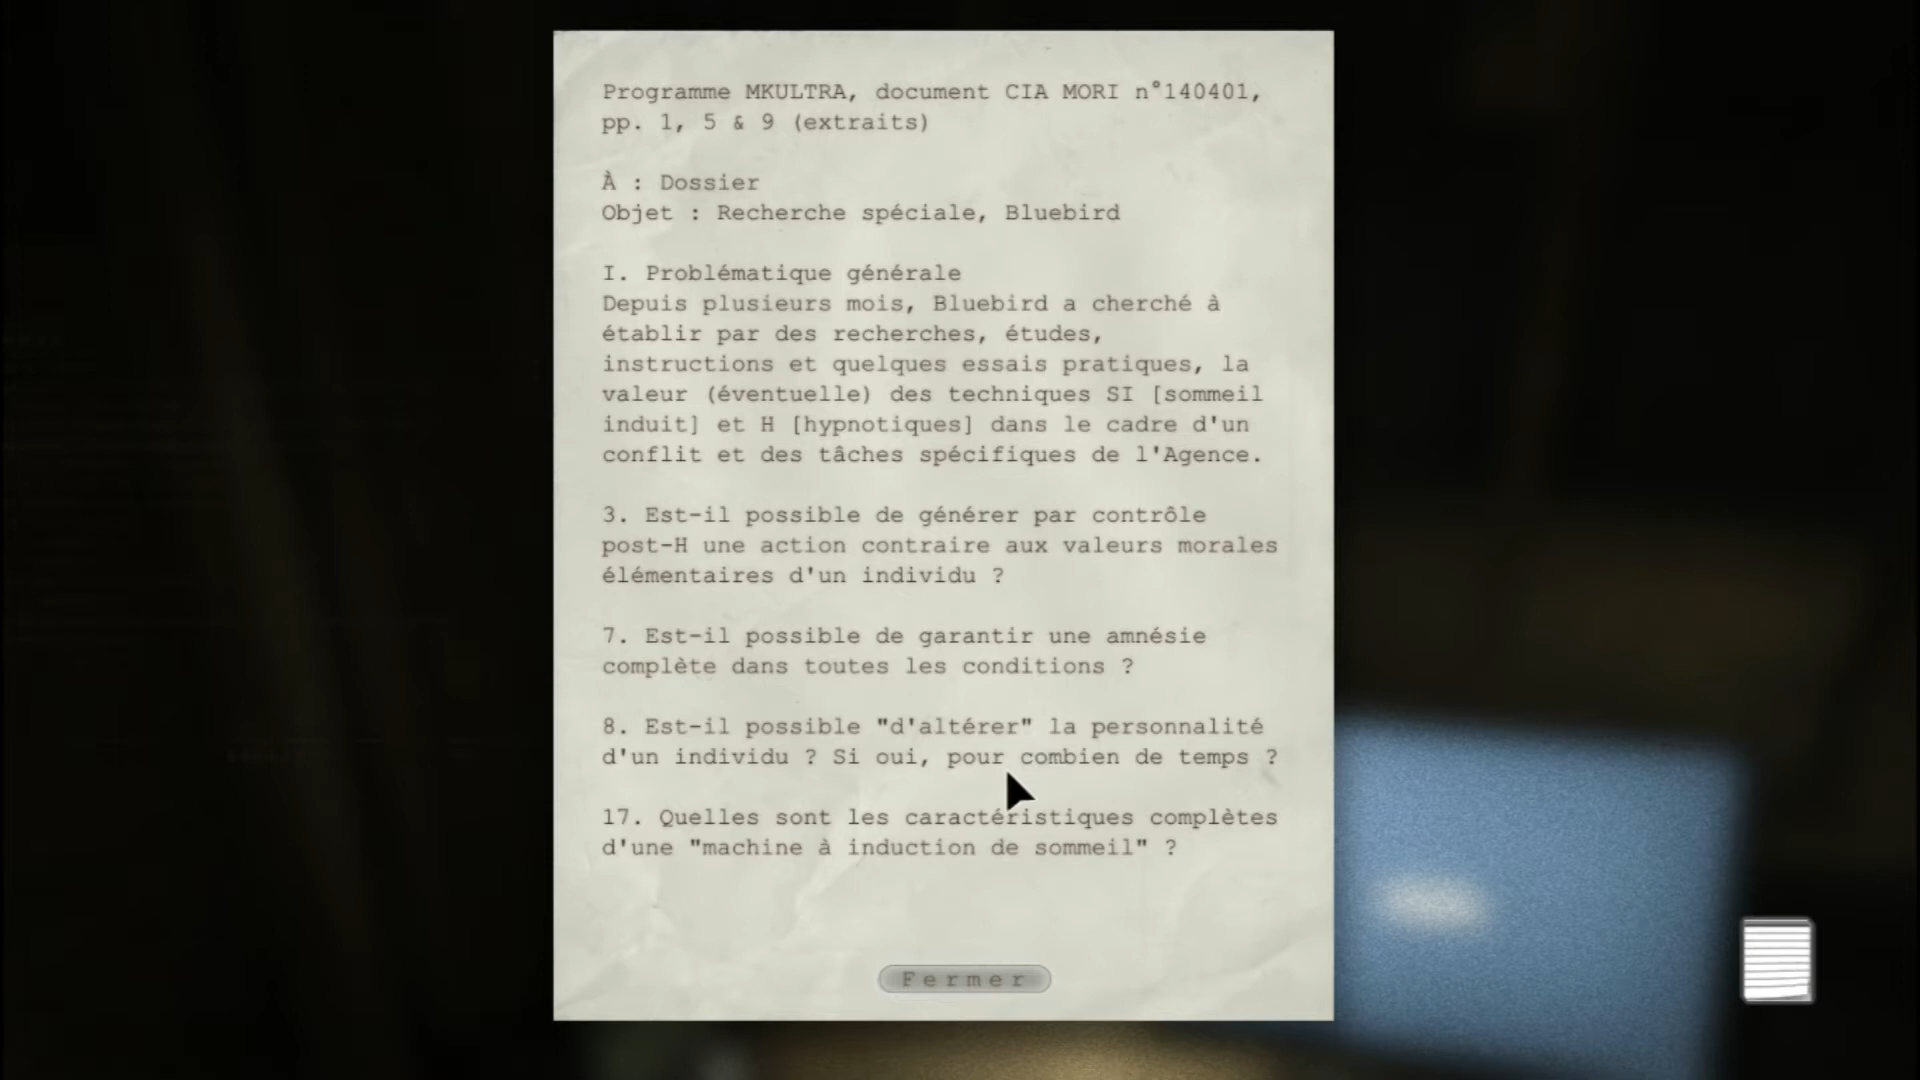 Programme MKULTRA, document CIA MORI n°140401,
pp. 1, 5 & 9 (extraits)
À : Dossier
Objet : Recherche spéciale, Bluebird
I. Problématique générale
Depuis plusieurs mois, Bluebird a cherché à
établir par des recherches, études,
instructions et quelques essais pratiques, la
valeur (éventuelle) des techniques SI [sommeil
induit] et H [hypnotiques] dans le cadre d'un
conflit et des tâches spécifiques de l'Agence.
3. Est-il possible de générer par contrôle
post-H une action contraire aux valeurs morales
élémentaires d'un individu ?
7. Est-il possible de garantir une amnésie
complète dans toutes les conditions ?
8. Est-il possible "d'altérer" la personnalité
d'un individu ? Si oui, pour combien de temps ?
17. Quelles sont les caractéristiques complètes
d'une "machine à induction de sommeil" ?
Fermer